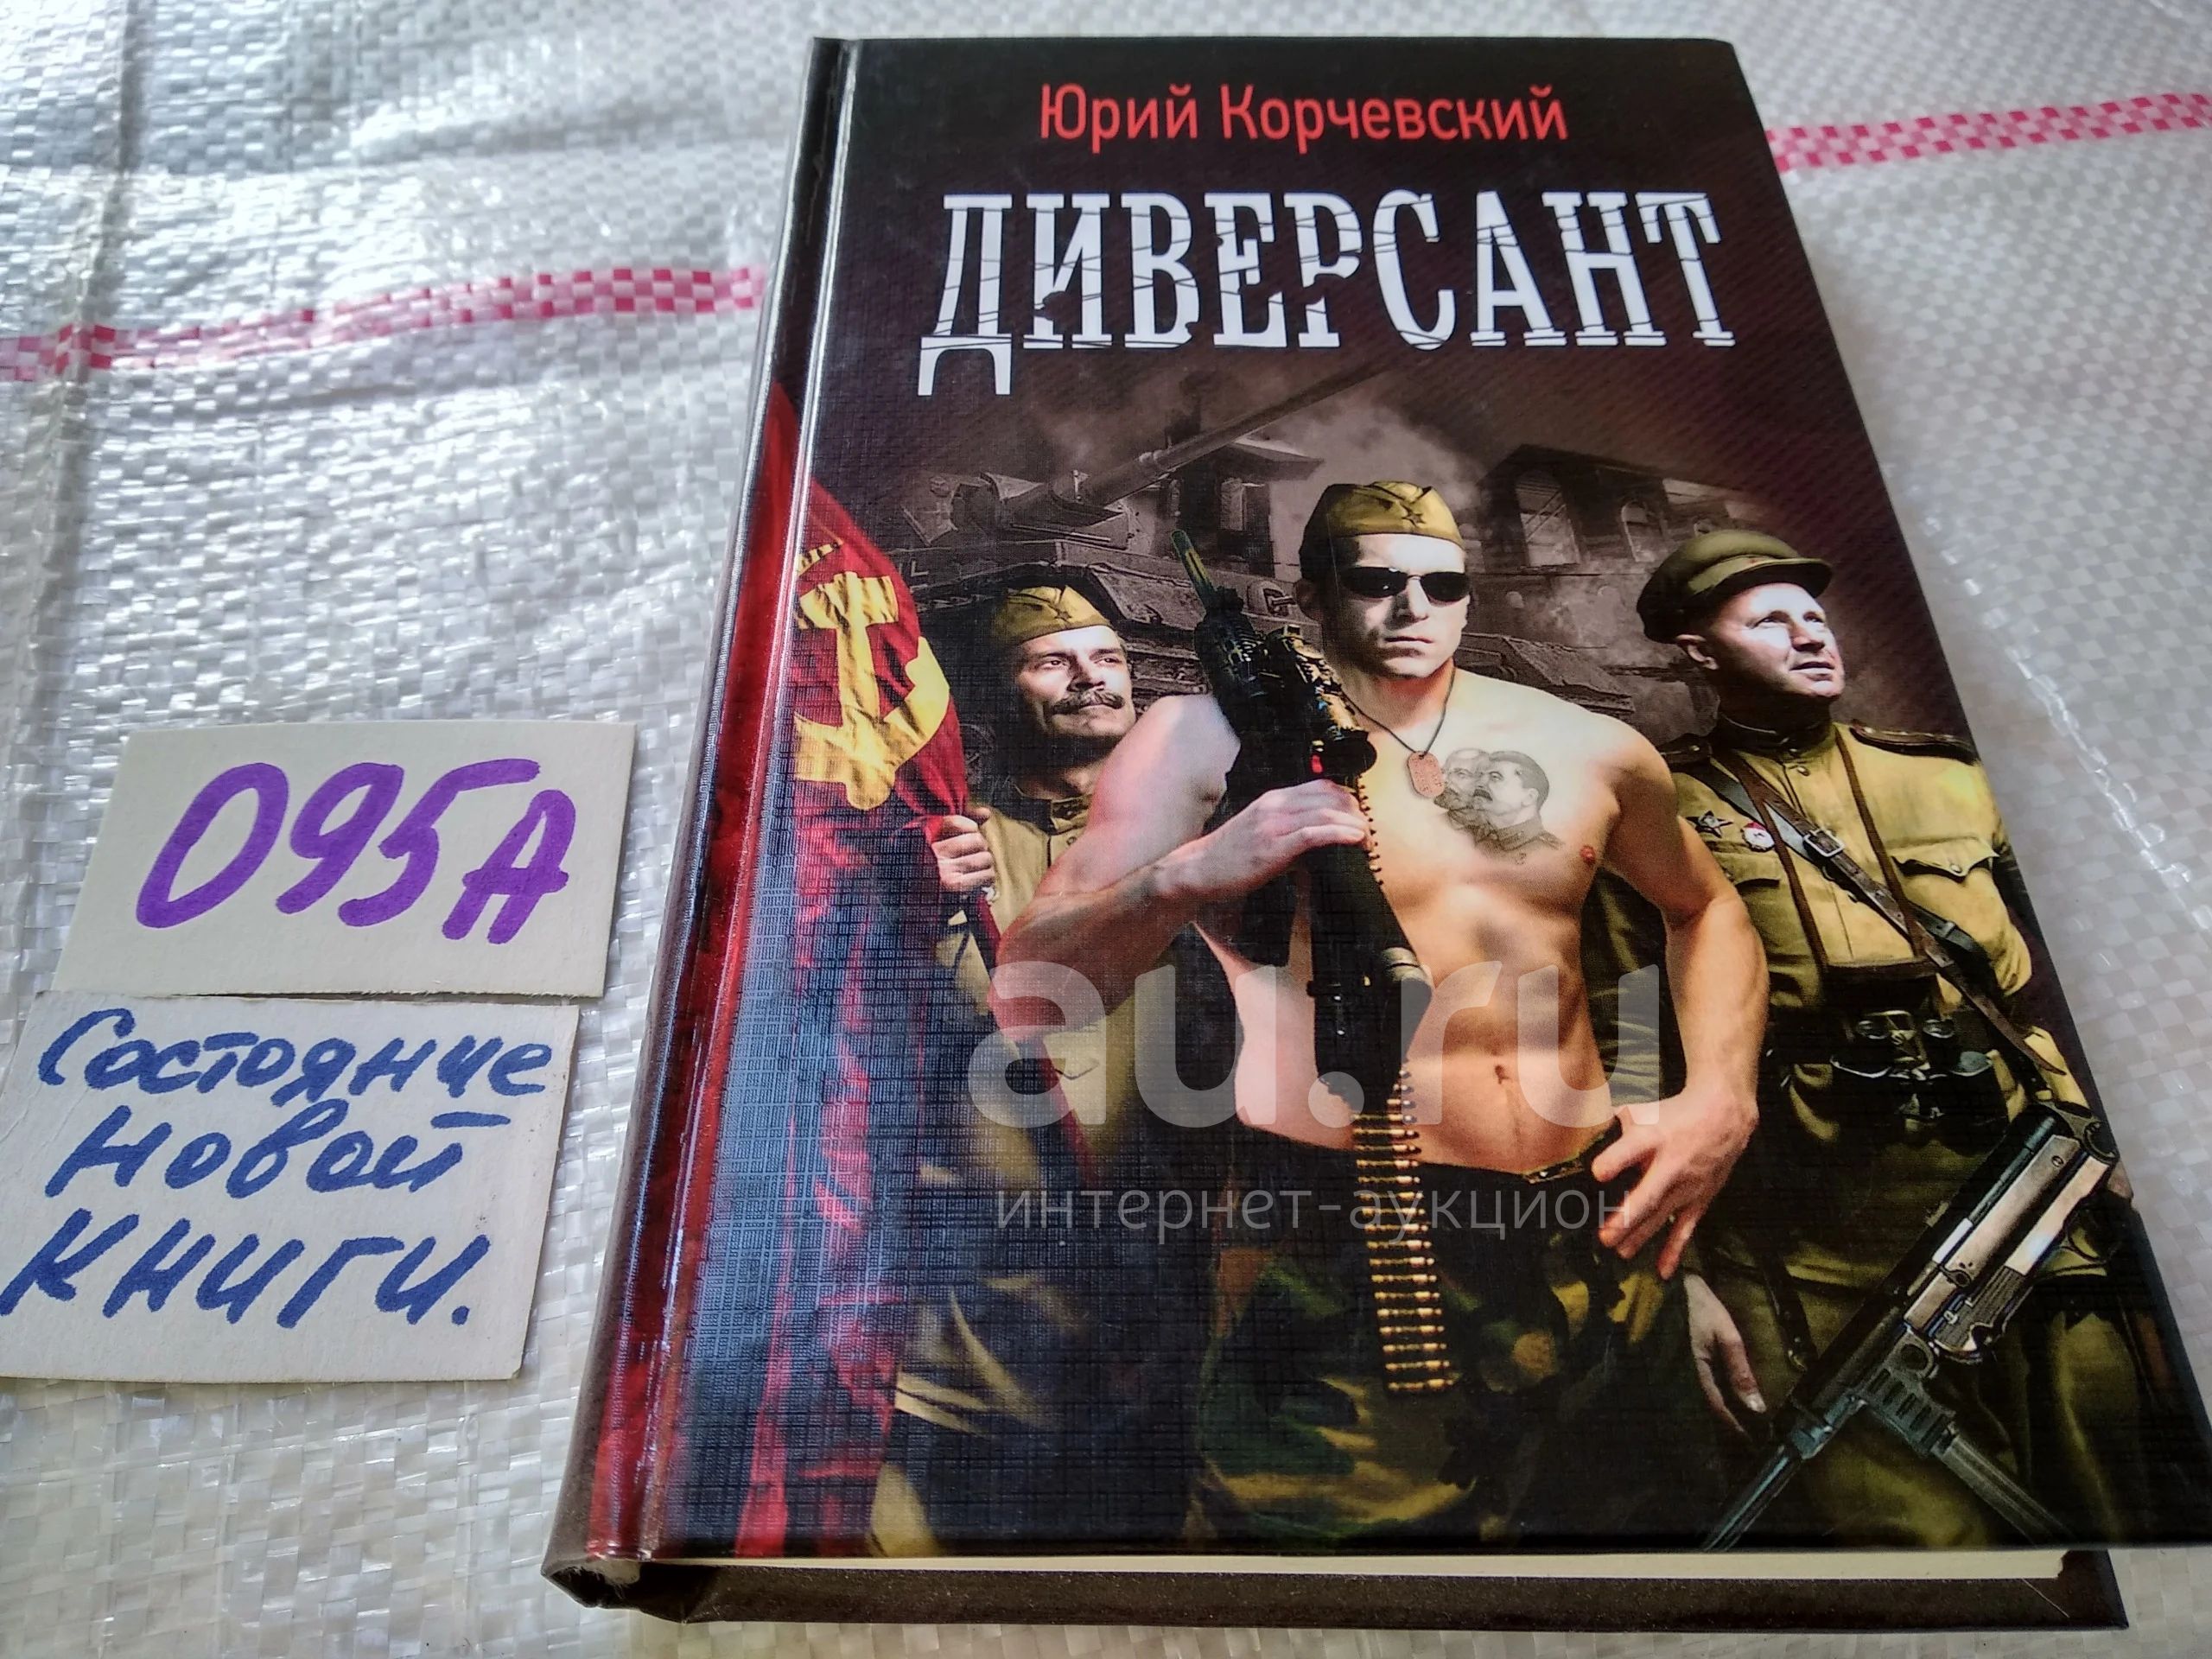 Юрий Корчевский
ДИВЕРСАНТ
095А
Состояние
новой
книги.
au.ru
интернет-аукцион